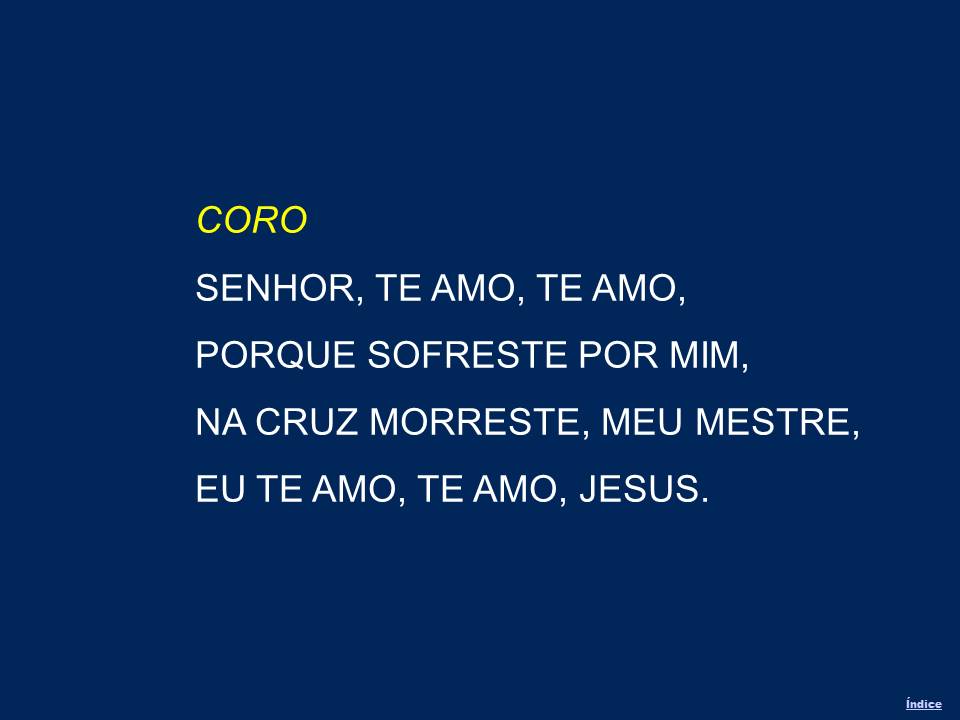 CORO
SENHOR, TE AMO, TE AMO,
PORQUE SOFRESTE POR MIM,
NA CRUZ MORRESTE, MEU MESTRE,
EU TE AMO, TE AMO, JESUS.
Índice